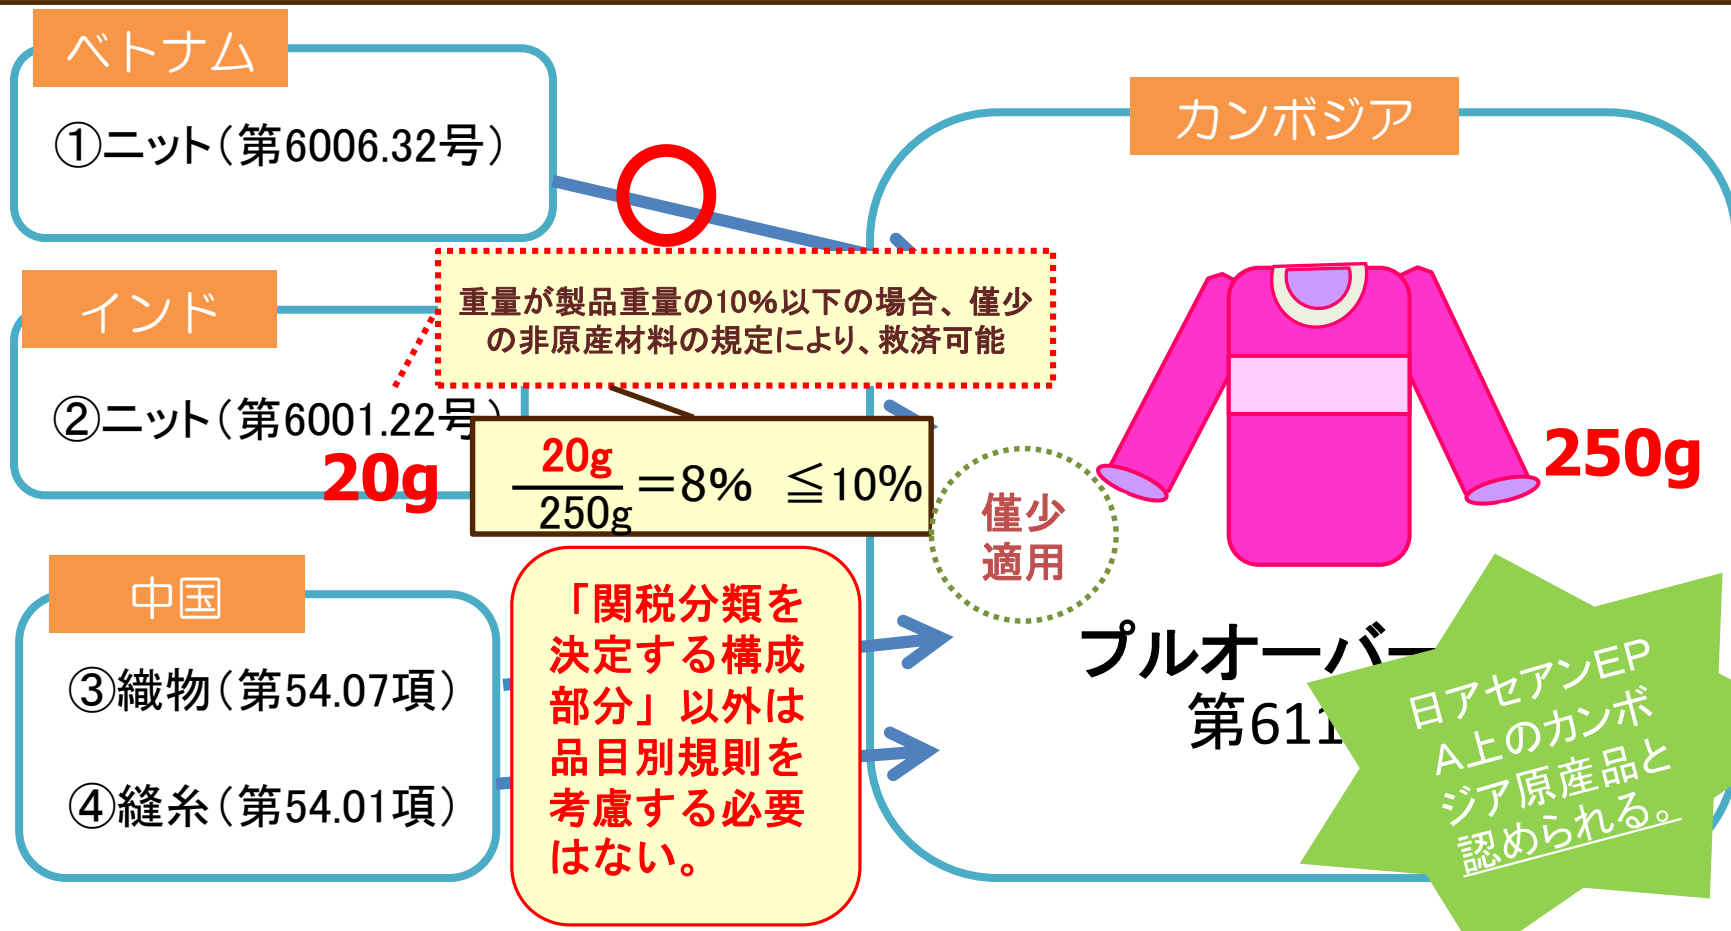 ベトナム
①ニット(第6006.32号)
インド
②ニット(第6001.22号)
20g
中国
③織物(第54.07項)
④縫糸(第54.01項)
重量が製品重量の10%以下の場合、僅少
の非原産材料の規定により、救済可能
20g
250g
=8% ≦10%
「関税分類を
決定する構成
部分」以外は
品目別規則を
考慮する必要
はない。
カンボジア
250g
僅少
適用
プルオーバー
第611
日アセアンEP
A上のカンボ
ジア原産品と
認められる。